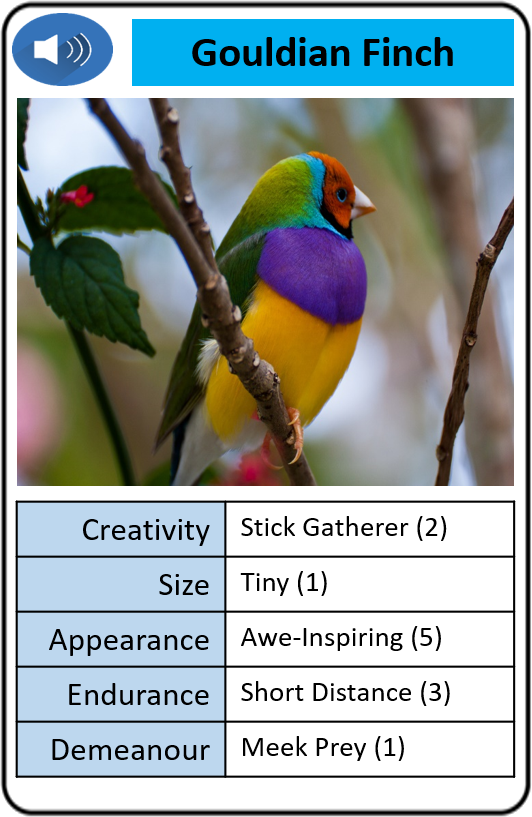 Gouldian Finch
Creativity Stick Gatherer (2)
Size Tiny (1)
Appearance Awe-Inspiring (5)
Endurance Short Distance (3)
Demeanour Meek Prey (1)